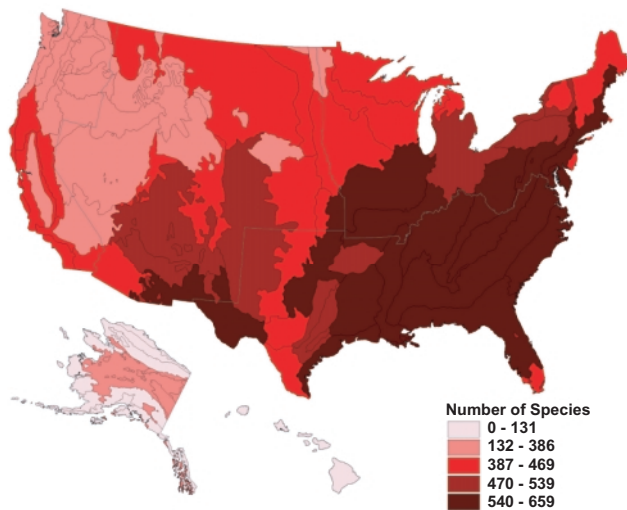 Number of Species
0 - 131
132 - 386
387 - 469
470 - 539
540 - 659